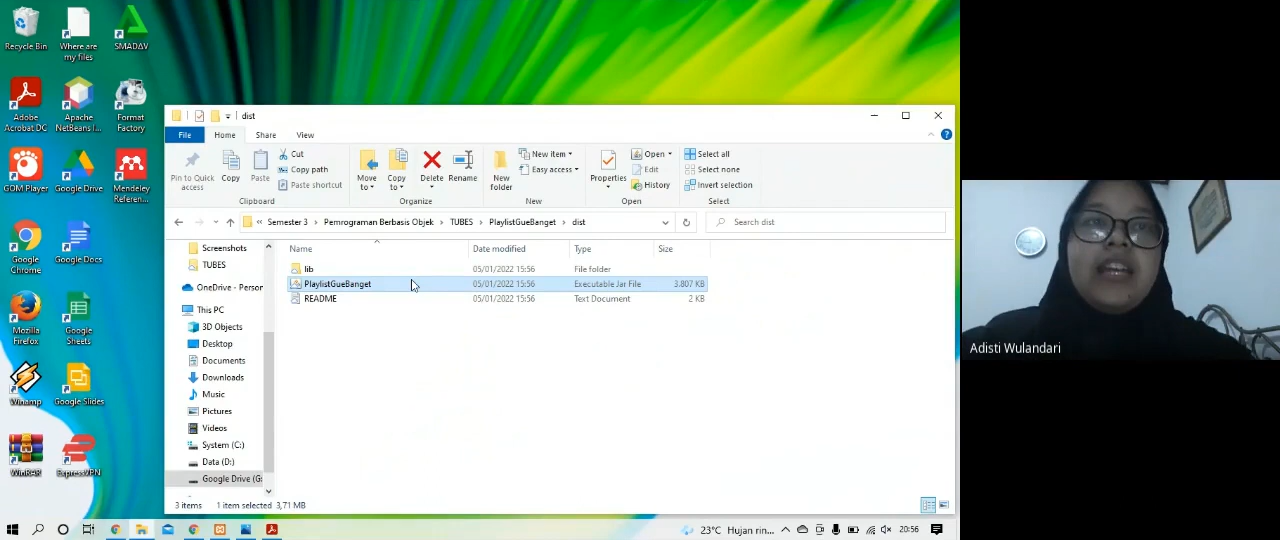 Recycle Bin
Where are
my files
SMADΔV
Adobe
Acrobat DC
Apache
NetBeans I...
Format
Factory
GOM Player
Google Drive
Mendeley
Referen...
Google
Chrome
Google Docs
Mozilla
Firefox
Google
Sheets
Winamp
Google Slides
WinRAR
ExpressVPN
dist
File
Home
Share
View
Pin to Quick
access
Copy
Paste
Cut
Copy path
Paste shortcut
Clipboard
Move
to
Copy
to
Delete
Rename
Organize
New
folder
New item
Easy access
New
Properties
Open
Edit
History
Open
Select all
Select none
Invert selection
Select
« Semester 3 > Pemrograman Berbasis Objek > TUBES > PlaylistGueBanget > dist
Search dist
Screenshots
TUBES
OneDrive - Person
This PC
3D Objects
Desktop
Documents
Downloads
Music
Pictures
Videos
System (C:)
Data (D:)
Google Drive (G:
Name Date modified Type Size
lib 05/01/2022 15:56 File folder
PlaylistGueBanget 05/01/2022 15:56 Executable Jar File 3.807 KB
README 05/01/2022 15:56 Text Document 2 KB
3 items 1 item selected 3,71 MB
23°C Hujan rin... 20:56
Adisti Wulandari